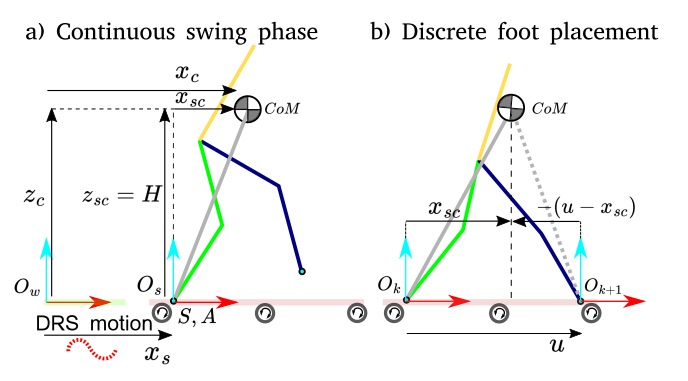 a) Continuous swing phase
b) Discrete foot placement
x_c
x_{sc}
CoM
CoM
z_c
z_{sc} = H
x_{sc}
-(u - x_{sc})
O_w
O_s
O_k
O_{k+1}
S, A
DRS motion
x_s
u